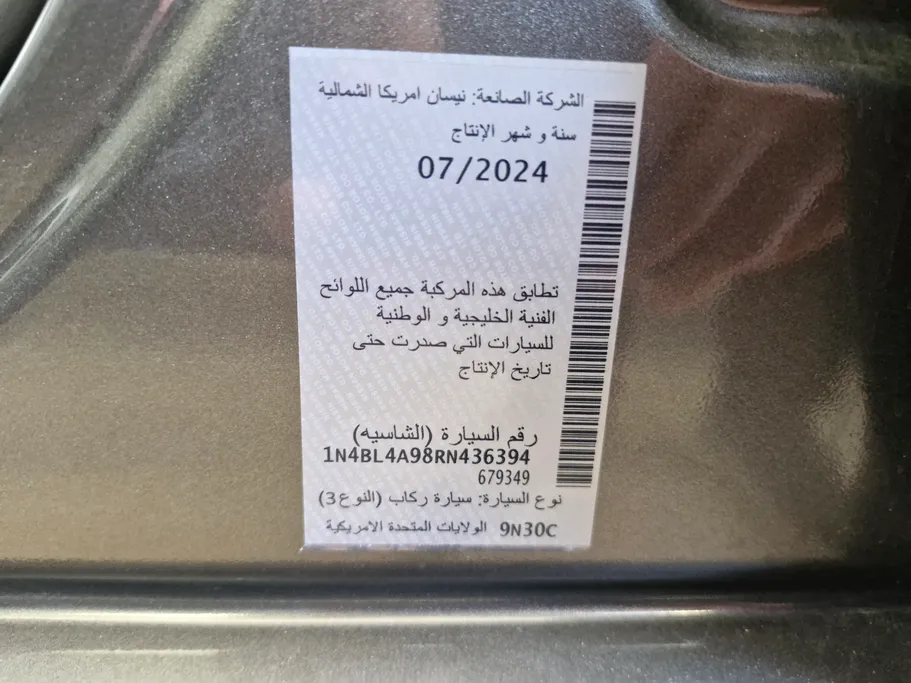 الشركة الصانعة: نيسان امريكا الشمالية
سنة و شهر الإنتاج
07/2024
تطابق هذه المركبة جميع اللوائح
الفنية الخليجية و الوطنية
للسيارات التي صدرت حتى
تاريخ الإنتاج
رقم السيارة (الشاسيه)
1N4BL4A98RN436394
679349
نوع السيارة: سيارة ركاب (النوع3)
9N30C الولايات المتحدة الامريكية